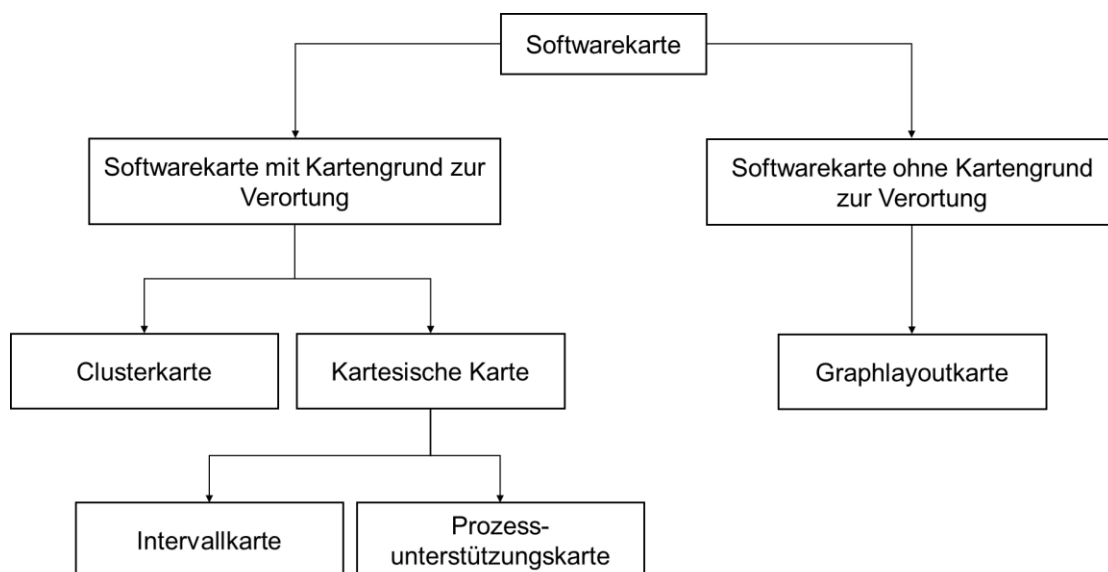 Softwarekarte
Softwarekarte mit Kartengrund zur
Verortung
Softwarekarte ohne Kartengrund
zur Verortung
Clusterkarte
Kartesische Karte
Graphlayoutkarte
Intervallkarte
Prozess-
unterstützungskarte